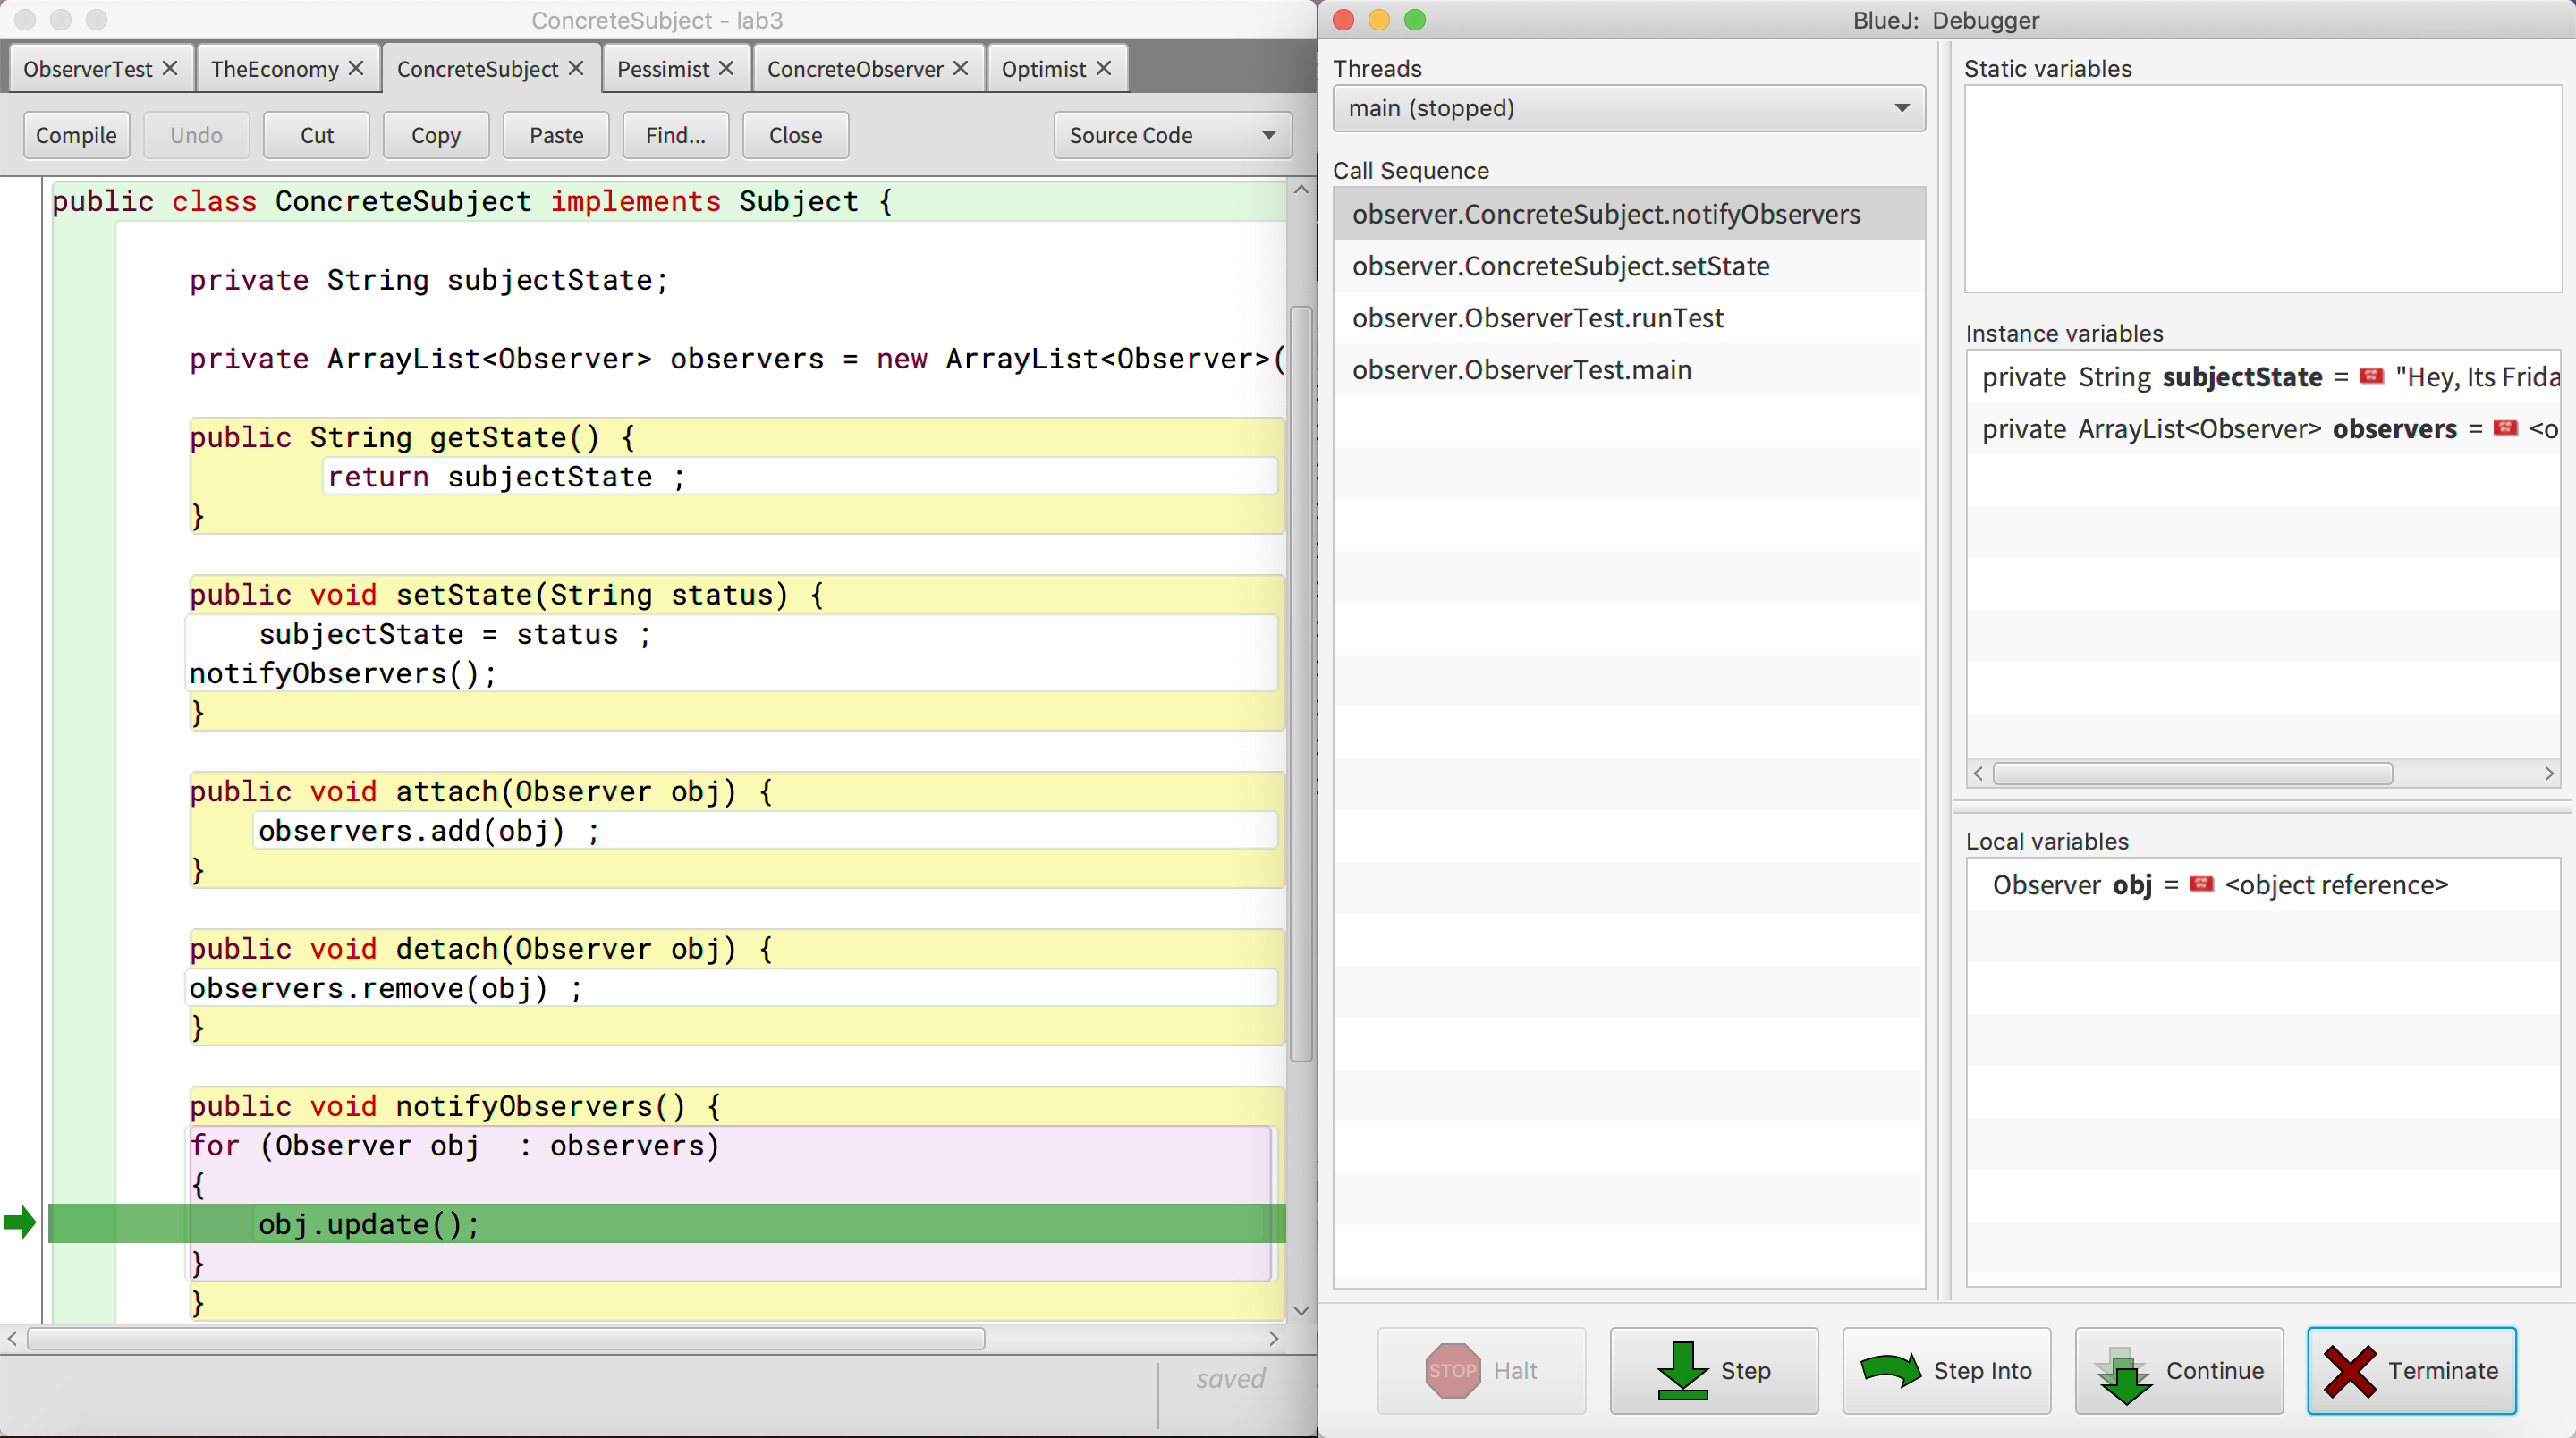 ConcreteSubject - lab3
ObserverTest
TheEconomy
ConcreteSubject
Pessimist
ConcreteObserver
Optimist
Compile
Undo
Cut
Copy
Paste
Find...
Close
Source Code
public class ConcreteSubject implements Subject {
private String subjectState;
private ArrayList<Observer> observers = new ArrayList<Observer>(
public String getState() {
return subjectState ;
}
public void setState(String status) {
subjectState = status ;
notifyObservers();
}
public void attach(Observer obj) {
observers.add(obj) ;
}
public void detach(Observer obj) {
observers.remove(obj) ;
}
public void notifyObservers() {
for (Observer obj  : observers)
{
obj.update();
}
}
saved
BlueJ:  Debugger
Threads
main (stopped)
Call Sequence
observer.ConcreteSubject.notifyObservers
observer.ConcreteSubject.setState
observer.ObserverTest.runTest
observer.ObserverTest.main
Static variables
Instance variables
private String subjectState = "Hey, Its Frida
private ArrayList<Observer> observers = <o
Local variables
Observer obj = <object reference>
STOP Halt
Step
Step Into
Continue
Terminate